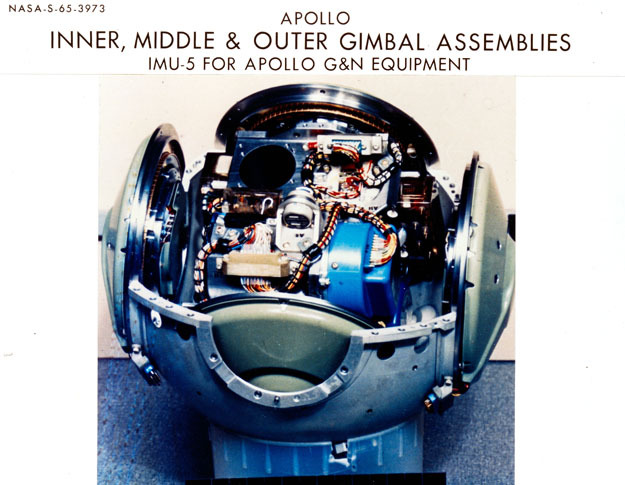 NASA-S-65-3973
APOLLO
INNER, MIDDLE & OUTER GIMBAL ASSEMBLIES
IMU-5 FOR APOLLO G&N EQUIPMENT